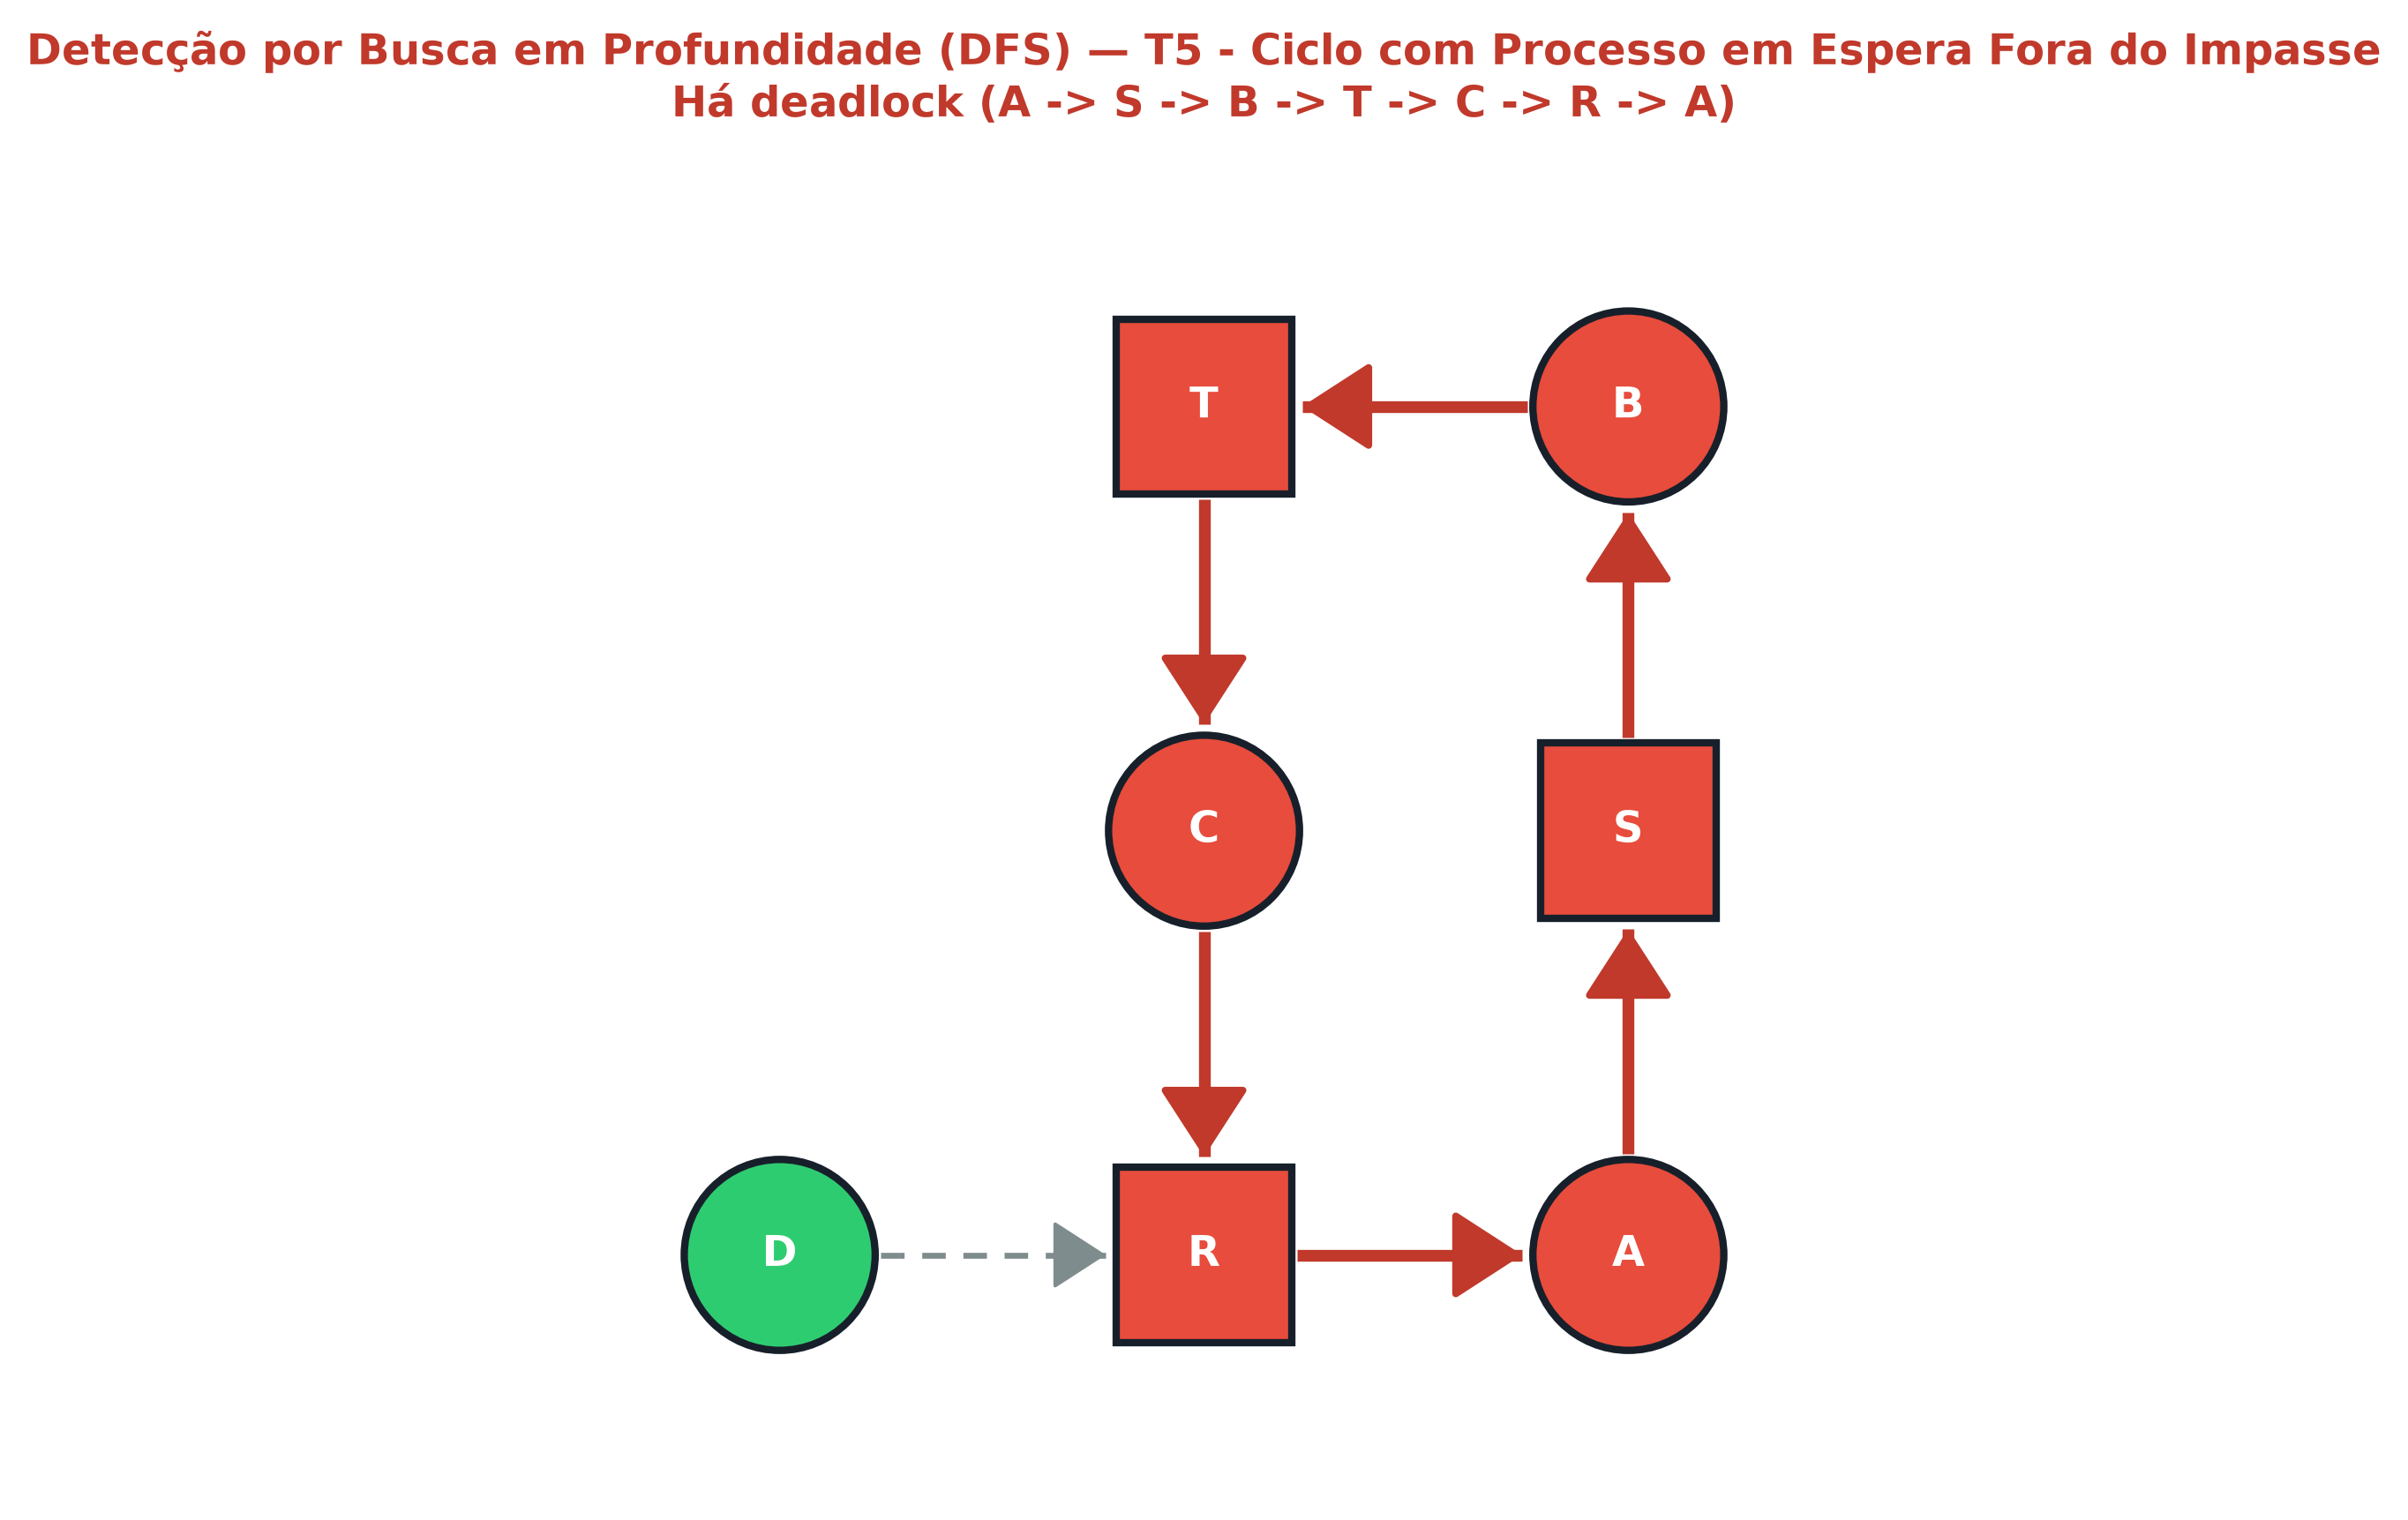 Detecção por Busca em Profundidade (DFS) — T5 - Ciclo com Processo em Espera Fora do Impasse
Há deadlock (A -> S -> B -> T -> C -> R -> A)
T
B
C
S
D
R
A